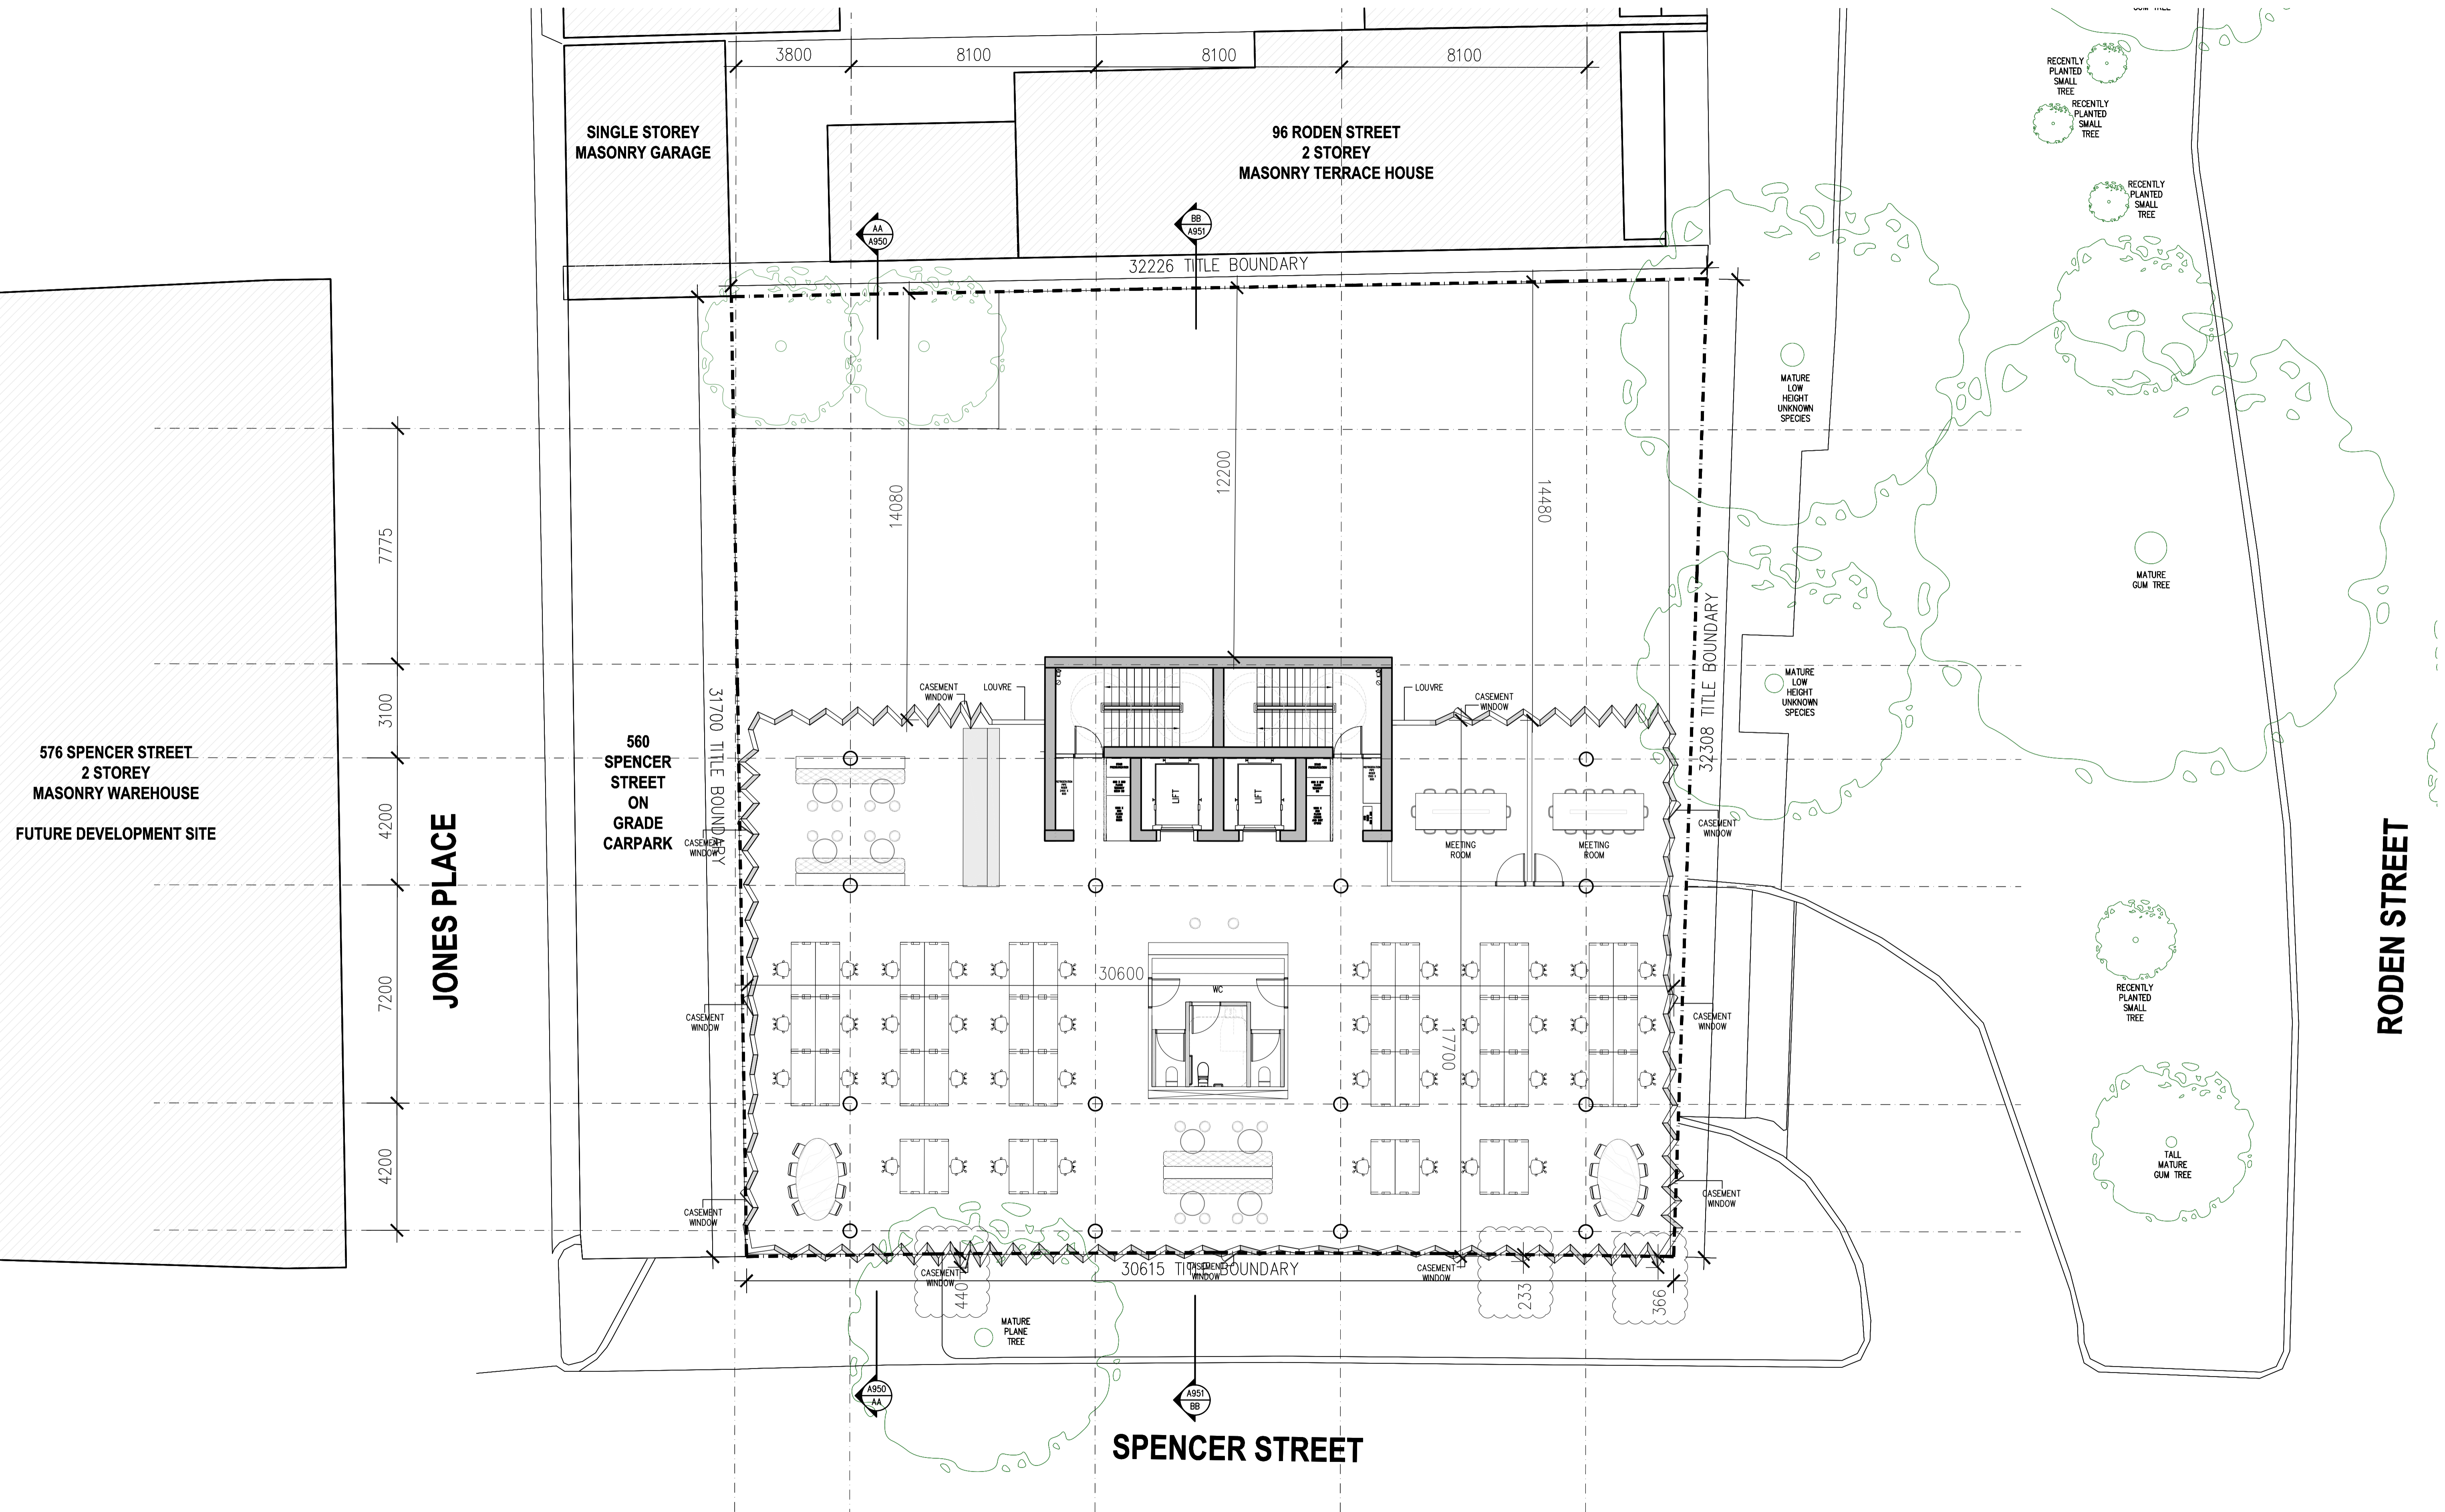 GUM TREE
3800
8100
8100
8100
RECENTLY
PLANTED
SMALL
TREE
RECENTLY
PLANTED
SMALL
TREE
SINGLE STOREY
MASONRY GARAGE
96 RODEN STREET
2 STOREY
MASONRY TERRACE HOUSE
RECENTLY
PLANTED
SMALL
TREE
AA
A950
BB
A951
32226 TITLE BOUNDARY
MATURE
LOW
HEIGHT
UNKNOWN
SPECIES
14080
12200
14480
7775
MATURE
GUM TREE
31700 TITLE BOUNDARY
32308 TITLE BOUNDARY
CASEMENT
WINDOW
LOUVRE
LOUVRE
CASEMENT
WINDOW
MATURE
LOW
HEIGHT
UNKNOWN
SPECIES
3100
576 SPENCER STREET
2 STOREY
MASONRY WAREHOUSE
FUTURE DEVELOPMENT SITE
560
SPENCER
STREET
ON
GRADE
CARPARK
4200
LIFT
LIFT
CASEMENT
WINDOW
CASEMENT
WINDOW
MEETING
ROOM
MEETING
ROOM
JONES PLACE
RODEN STREET
7200
30600
WC
CASEMENT
WINDOW
CASEMENT
WINDOW
17700
RECENTLY
PLANTED
SMALL
TREE
4200
TALL
MATURE
GUM TREE
CASEMENT
WINDOW
CASEMENT
WINDOW
CASEMENT
WINDOW
440
30615 TITLE BOUNDARY
CASEMENT
WINDOW
CASEMENT
WINDOW
233
366
MATURE
PLANE
TREE
A950
AA
A951
BB
SPENCER STREET